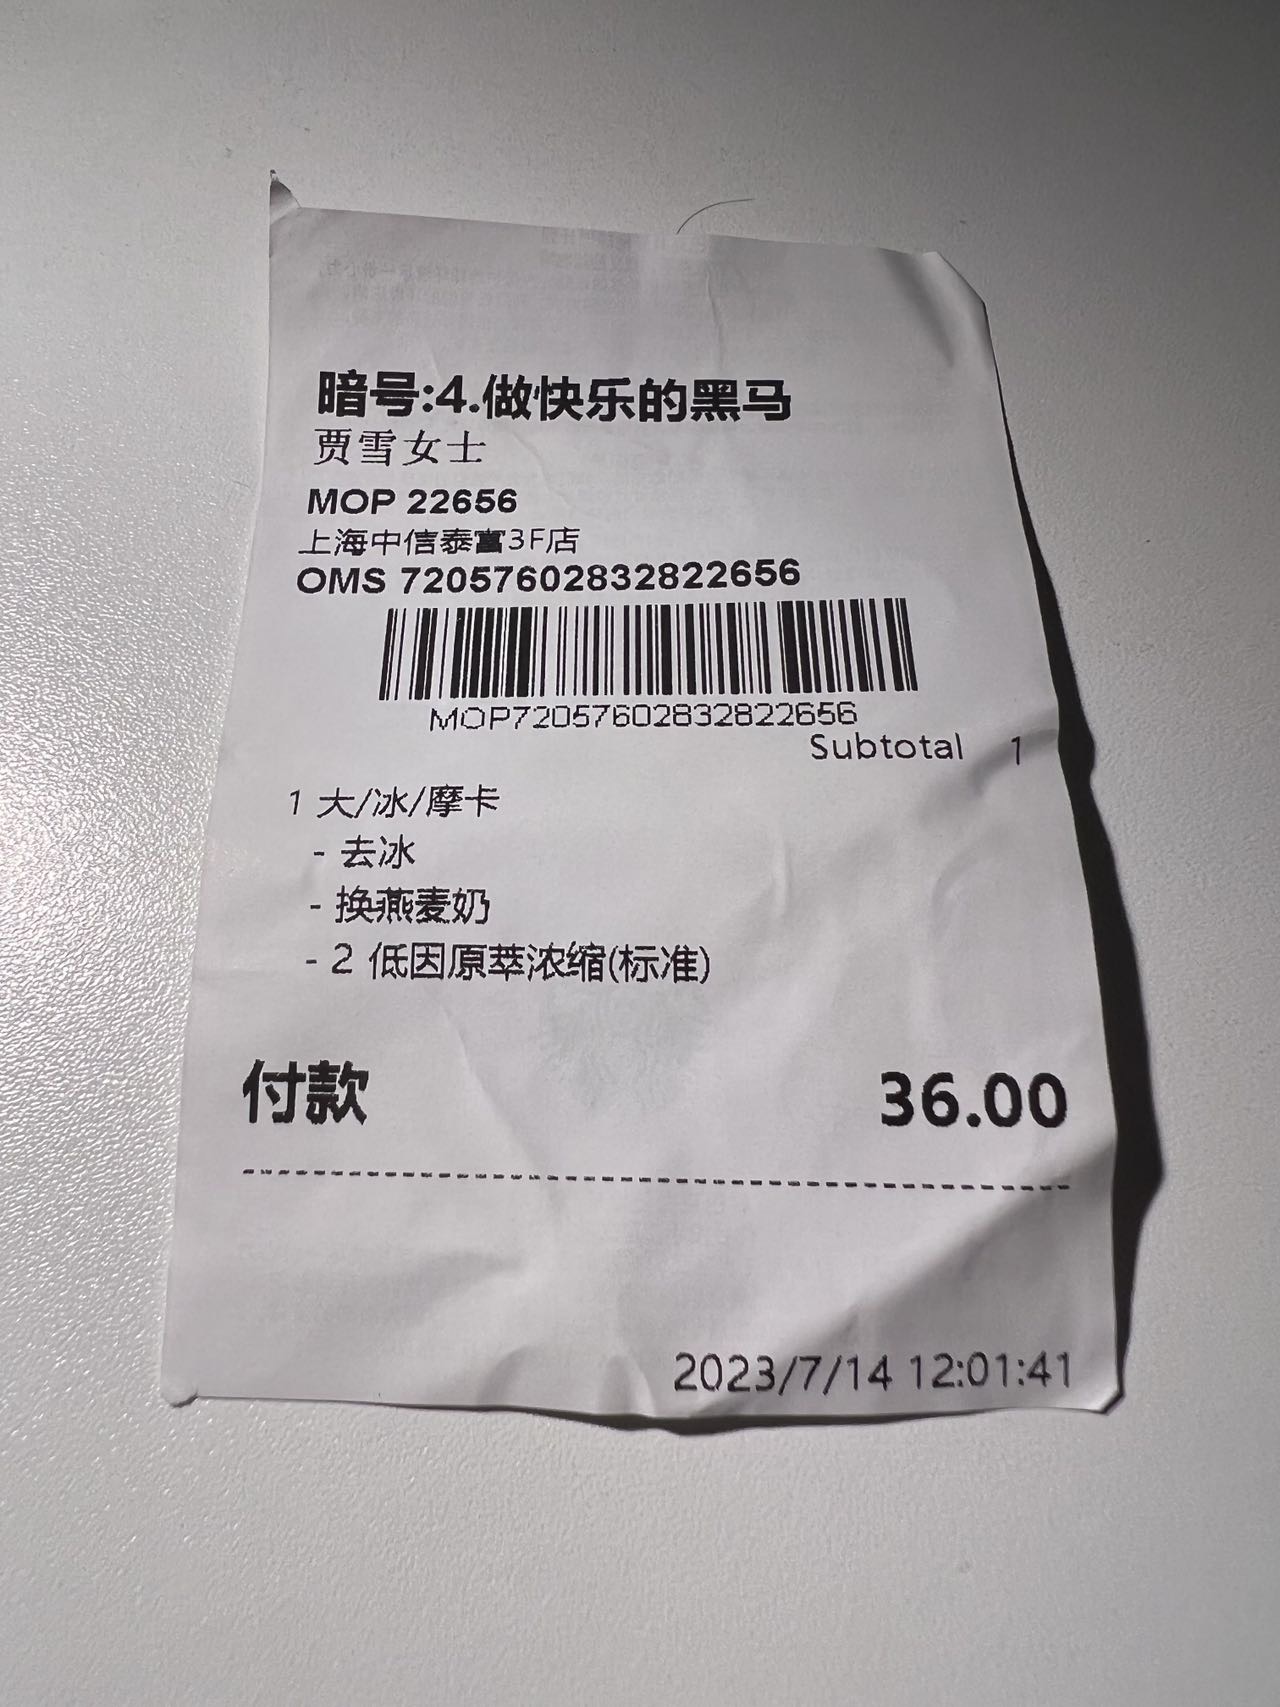 暗号:4.做快乐的黑马
贾雪女士
MOP 22656
上海中信泰富3F店
OMS 72057602832822656
MOP72057602832822656
Subtotal 1
1 大/冰/摩卡
- 去冰
- 换燕麦奶
- 2 低因原萃浓缩(标准)
付款 36.00
2023/7/14 12:01:41